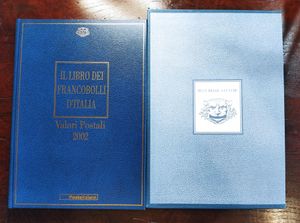 IL LIBRO DEI
FRANCOBOLLI
D'ITALIA
Valori Postali
2002
Posteitaliane